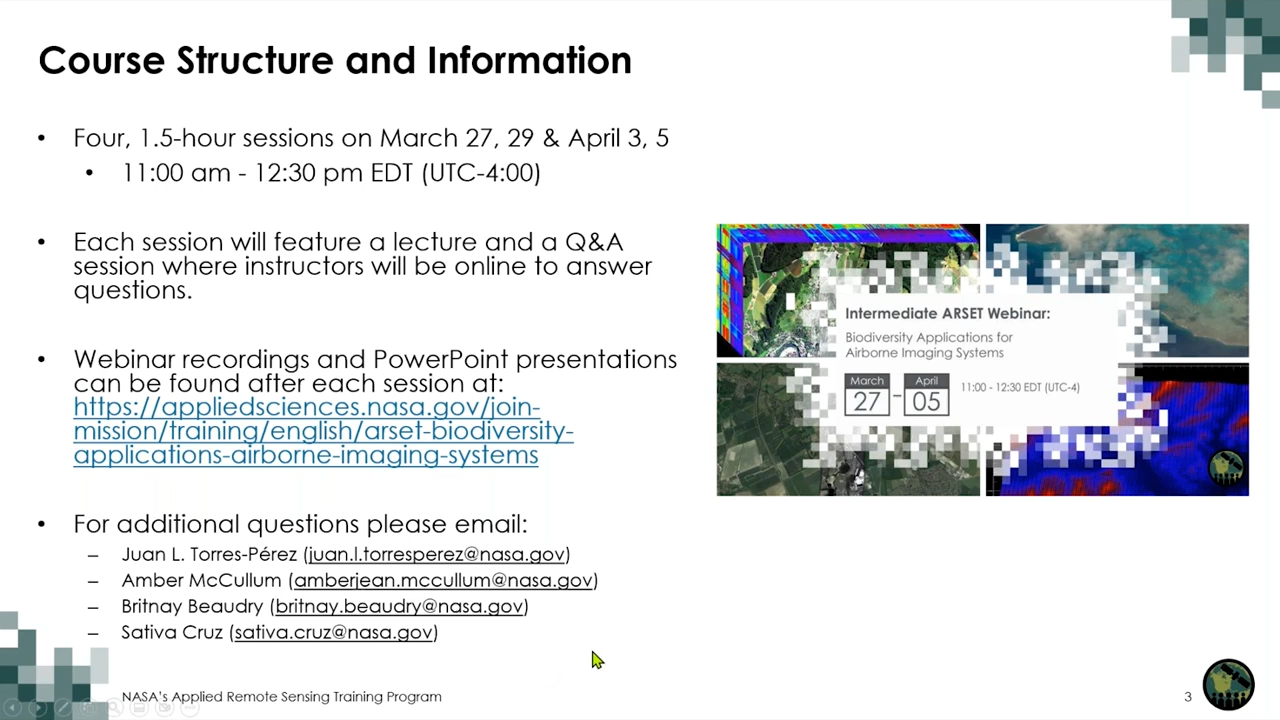 Course Structure and Information
• Four, 1.5-hour sessions on March 27, 29 & April 3, 5
• 11:00 am - 12:30 pm EDT (UTC-4:00)
• Each session will feature a lecture and a Q&A
session where instructors will be online to answer
questions.
• Webinar recordings and PowerPoint presentations
can be found after each session at:
https://appliedsciences.nasa.gov/join-
mission/training/english/arset-biodiversity-
applications-airborne-imaging-systems
• For additional questions please email:
– Juan L. Torres-Pérez (juan.l.torresperez@nasa.gov)
– Amber McCullum (amberjean.mccullum@nasa.gov)
– Britnay Beaudry (britnay.beaudry@nasa.gov)
– Sativa Cruz (sativa.cruz@nasa.gov)
Intermediate ARSET Webinar:
Biodiversity Applications for
Airborne Imaging Systems
March April
27 – 05 11:00 - 12:30 EDT (UTC-4)
NASA's Applied Remote Sensing Training Program
3